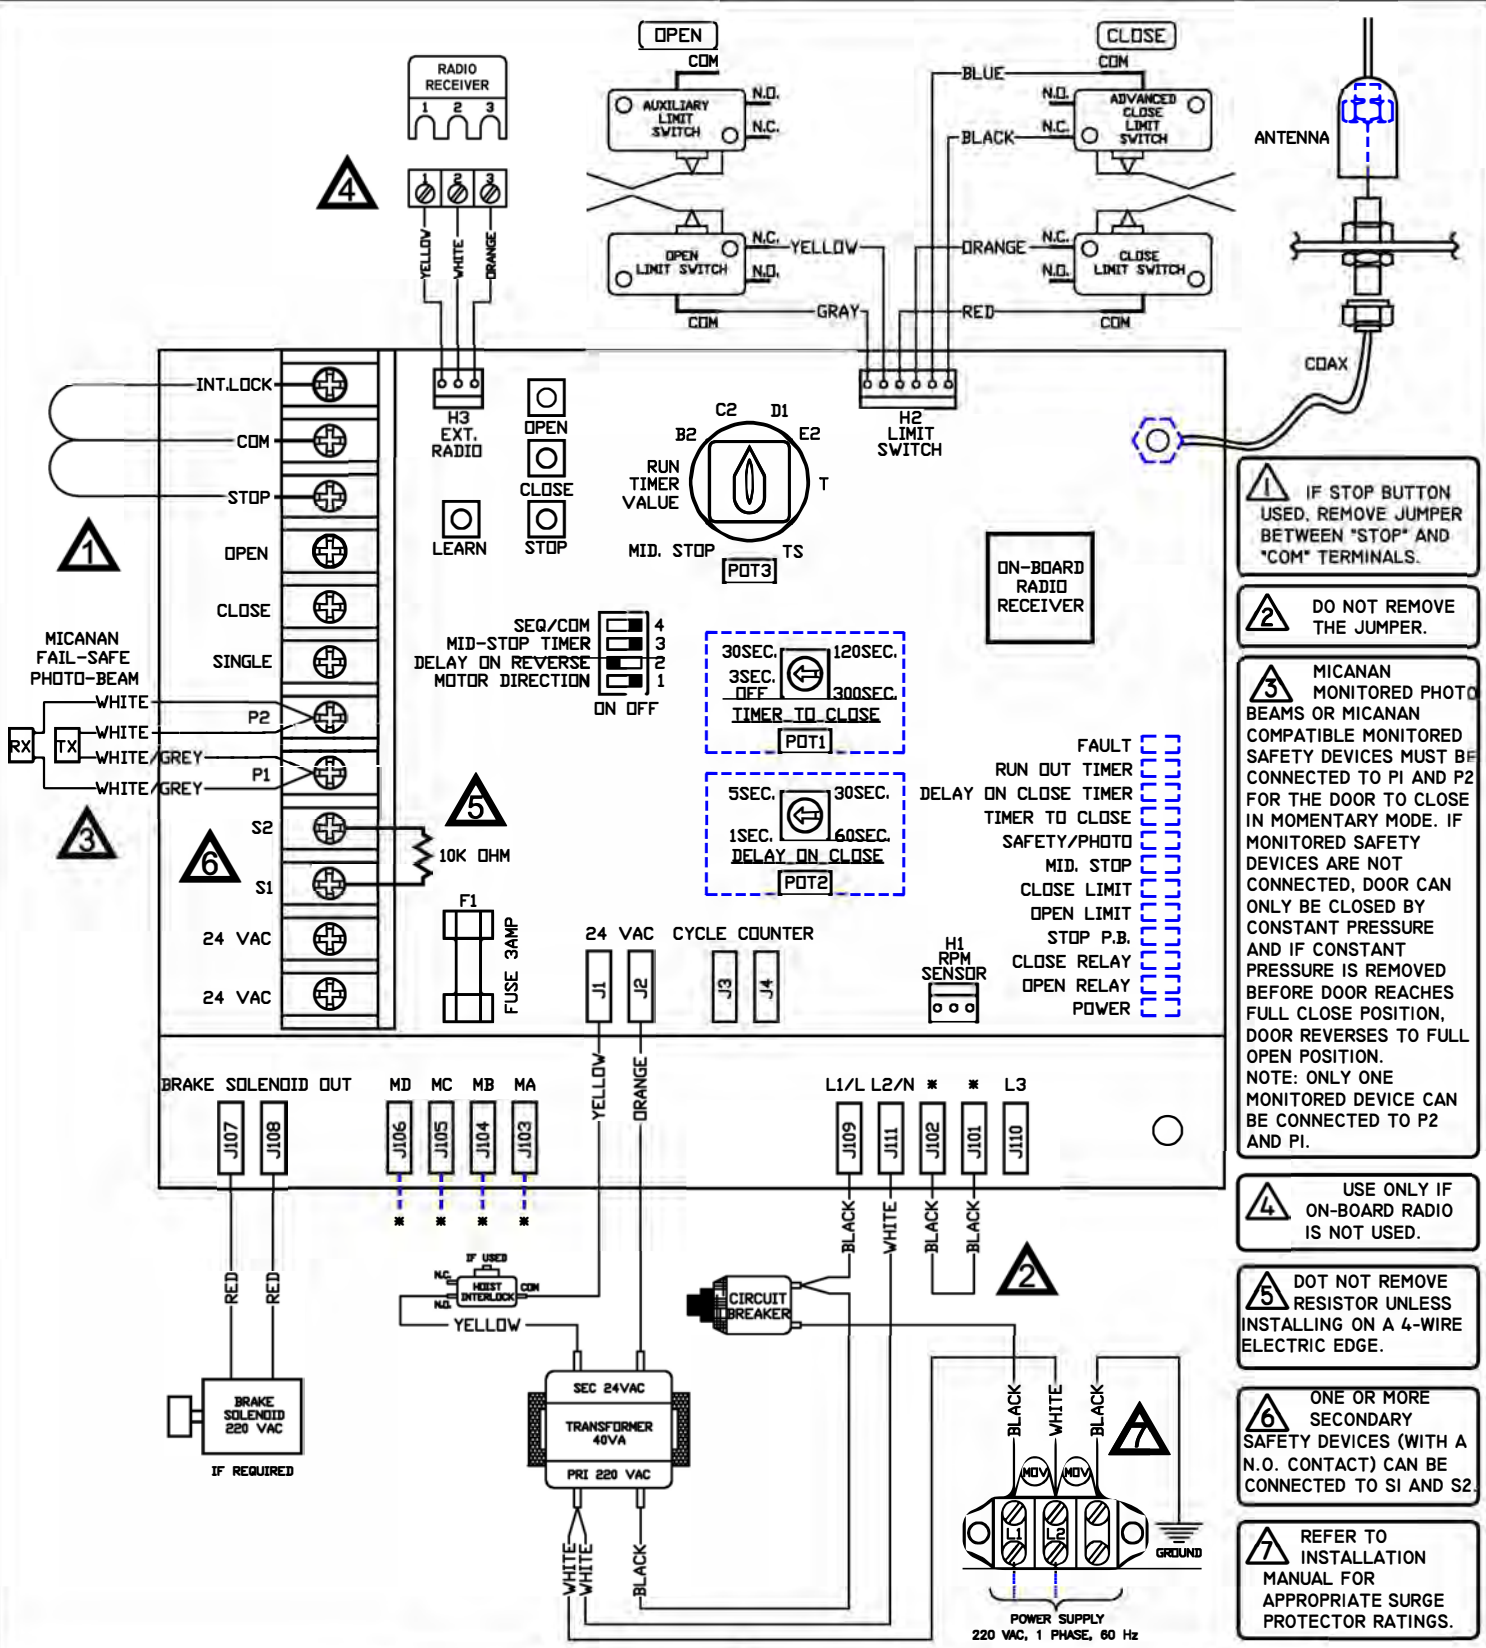 OPEN
COM
AUXILIARY
LIMIT
SWITCH
N.O.
N.C.
CLOSE
COM
N.O.
N.C.
ADVANCED
CLOSE
LIMIT
SWITCH
BLUE
BLACK
ANTENNA
RADIO
RECEIVER
1 2 3
4
1 2 3
YELLOW
WHITE
ORANGE
N.C.
N.O.
OPEN
LIMIT SWITCH
COM
YELLOW
GRAY
ORANGE
RED
N.C.
N.O.
CLOSE
LIMIT SWITCH
COM
COAX
INT.LOCK
COM
STOP
OPEN
CLOSE
SINGLE
P2
P1
S2
S1
24 VAC
24 VAC
1
MICANAN
FAIL-SAFE
PHOTO-BEAM
WHITE
WHITE
WHITE/GREY
WHITE/GREY
RX
TX
3
6
5
10K OHM
H3
EXT.
RADIO
OPEN
CLOSE
STOP
LEARN
H2
LIMIT
SWITCH
B2
C2
D1
E2
T
TS
RUN
TIMER
VALUE
MID. STOP
POT3
ON-BOARD
RADIO
RECEIVER
SEQ/COM 4
MID-STOP TIMER 3
DELAY ON REVERSE 2
MOTOR DIRECTION 1
ON OFF
30SEC.
120SEC.
3SEC.
OFF
300SEC.
TIMER TO CLOSE
POT1
5SEC.
30SEC.
1SEC.
60SEC.
DELAY ON CLOSE
POT2
FAULT
RUN OUT TIMER
DELAY ON CLOSE TIMER
TIMER TO CLOSE
SAFETY/PHOTO
MID. STOP
CLOSE LIMIT
OPEN LIMIT
STOP P.B.
CLOSE RELAY
OPEN RELAY
POWER
F1
FUSE 3AMP
24 VAC
J1
J2
CYCLE COUNTER
J3
J4
H1
RPM
SENSOR
BRAKE SOLENOID OUT
J107
J108
MD MC MB MA
J106
J105
J104
J103
* * * *
YELLOW
ORANGE
L1/L L2/N * * L3
J109
J111
J102
J101
J110
BLACK
WHITE
BLACK
BLACK
2
RED
RED
BRAKE
SOLENOID
220 VAC
IF REQUIRED
IF USED
N.C.
N.O.
HOIST
INTERLOCK
COM
YELLOW
SEC 24VAC
TRANSFORMER
40VA
PRI 220 VAC
WHITE
WHITE
BLACK
CIRCUIT
BREAKER
BLACK
WHITE
BLACK
7
MOV
MOV
L1
L2
GROUND
POWER SUPPLY
220 VAC, 1 PHASE, 60 Hz
1 IF STOP BUTTON
USED, REMOVE JUMPER
BETWEEN "STOP" AND
"COM" TERMINALS.
2 DO NOT REMOVE
THE JUMPER.
3 MICANAN
MONITORED PHOTO
BEAMS OR MICANAN
COMPATIBLE MONITORED
SAFETY DEVICES MUST BE
CONNECTED TO P1 AND P2
FOR THE DOOR TO CLOSE
IN MOMENTARY MODE. IF
MONITORED SAFETY
DEVICES ARE NOT
CONNECTED, DOOR CAN
ONLY BE CLOSED BY
CONSTANT PRESSURE
AND IF CONSTANT
PRESSURE IS REMOVED
BEFORE DOOR REACHES
FULL CLOSE POSITION,
DOOR REVERSES TO FULL
OPEN POSITION.
NOTE: ONLY ONE
MONITORED DEVICE CAN
BE CONNECTED TO P2
AND P1.
4 USE ONLY IF
ON-BOARD RADIO
IS NOT USED.
5 DOT NOT REMOVE
RESISTOR UNLESS
INSTALLING ON A 4-WIRE
ELECTRIC EDGE.
6 ONE OR MORE
SECONDARY
SAFETY DEVICES (WITH A
N.O. CONTACT) CAN BE
CONNECTED TO S1 AND S2.
7 REFER TO
INSTALLATION
MANUAL FOR
APPROPRIATE SURGE
PROTECTOR RATINGS.